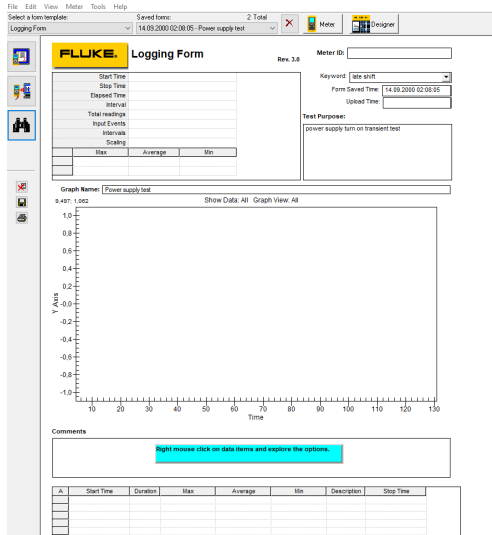 File Edit View Meter Tools Help
Select a form template: Saved forms: 2 Total
Logging Form 14.09.2000 02:08:05 - Power supply test Meter Designer
FLUKE. Logging Form Rev. 3.0 Meter ID:
Start Time
Stop Time
Elapsed Time
Interval
Total readings
Input Events
Intervals
Scaling
Max Average Min
Keyword: late shift
Form Saved Time: 14.09.2000 02:08:05
Upload Time:
Test Purpose:
power supply turn on transient test
Graph Name: Power supply test
9,497; 1,062 Show Data: All Graph View: All
1,0
0,8
0,6
0,4
0,2
Y Axis
-0,0
-0,2
-0,4
-0,6
-0,8
-1,0
10 20 30 40 50 60 70 80 90 100 110 120 130
Time
Comments
Right mouse click on data items and explore the options.
A Start Time Duration Max Average Min Description Stop Time